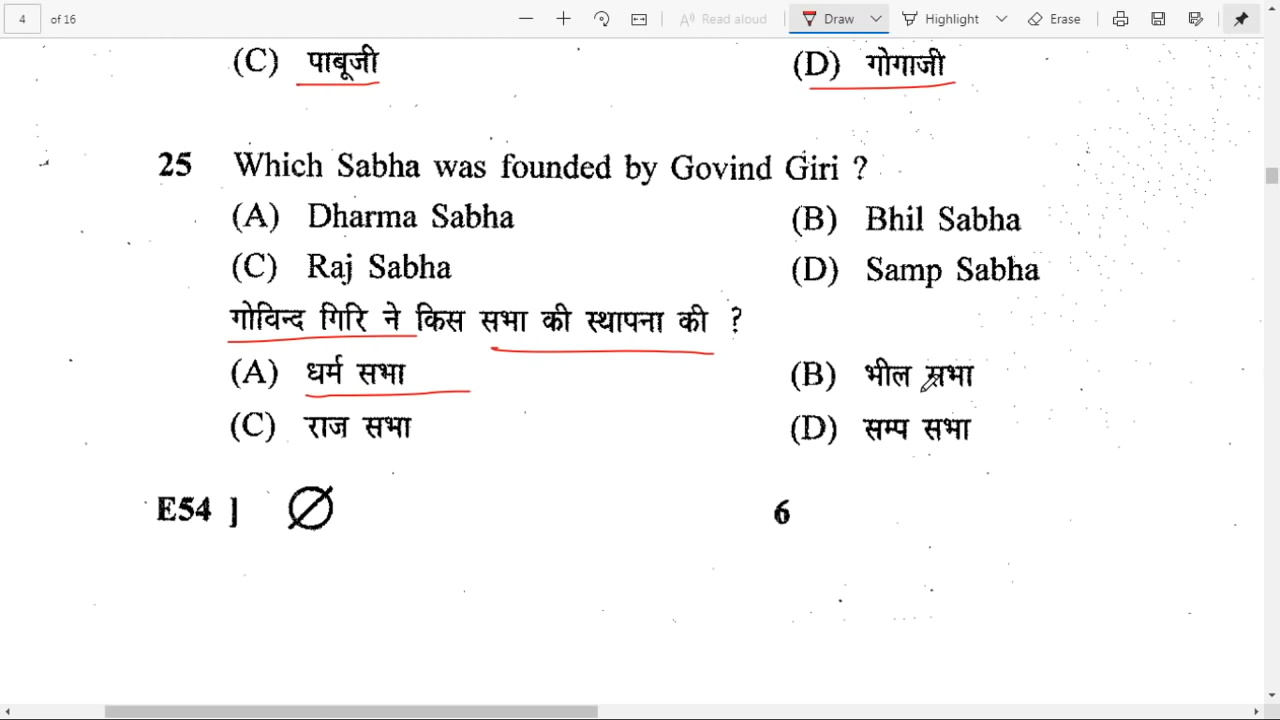 4 of 16 Read aloud Draw Highlight Erase
(C) पाबूजी (D) गोगाजी
25 Which Sabha was founded by Govind Giri ?
(A) Dharma Sabha (B) Bhil Sabha
(C) Raj Sabha (D) Samp Sabha
गोविन्द गिरि ने किस सभा की स्थापना की ?
(A) धर्म सभा (B) भील सभा
(C) राज सभा (D) सम्प सभा
E54 ] 6